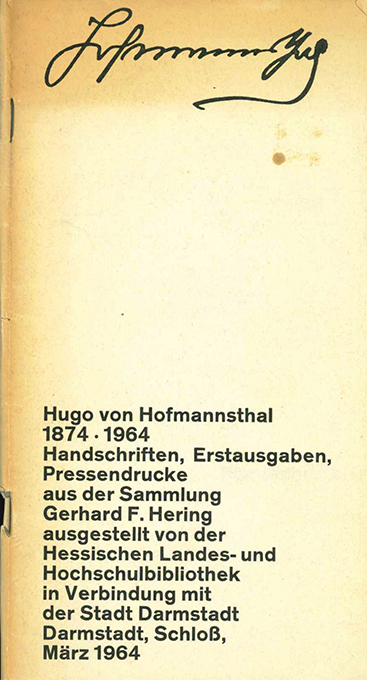 Hofmannsthal
Hugo von Hofmannsthal
1874 · 1964
Handschriften, Erstausgaben,
Pressendrucke
aus der Sammlung
Gerhard F. Hering
ausgestellt von der
Hessischen Landes- und
Hochschulbibliothek
in Verbindung mit
der Stadt Darmstadt
Darmstadt, Schloß,
März 1964